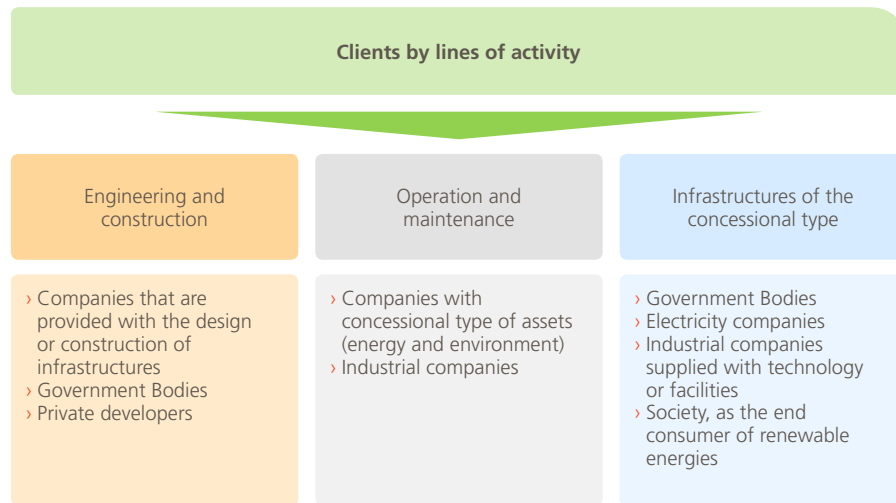 Clients by lines of activity
Engineering and
construction
Operation and
maintenance
Infrastructures of the
concessional type
› Companies that are
provided with the design
or construction of
infrastructures
› Government Bodies
› Private developers
› Companies with
concessional type of assets
(energy and environment)
› Industrial companies
› Government Bodies
› Electricity companies
› Industrial companies
supplied with technology
or facilities
› Society, as the end
consumer of renewable
energies